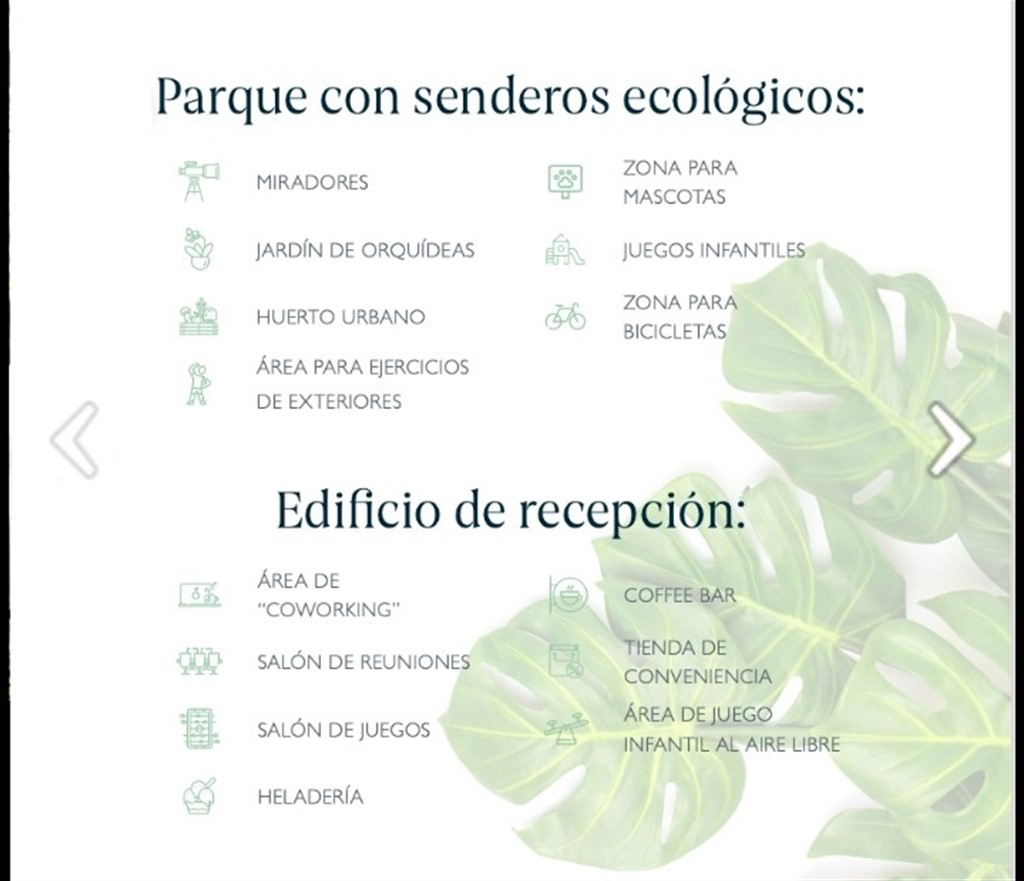 Parque con senderos ecológicos:
MIRADORES
JARDÍN DE ORQUÍDEAS
HUERTO URBANO
ÁREA PARA EJERCICIOS
DE EXTERIORES
ZONA PARA
MASCOTAS
JUEGOS INFANTILES
ZONA PARA
BICICLETAS
Edificio de recepción:
ÁREA DE
“COWORKING”
SALÓN DE REUNIONES
SALÓN DE JUEGOS
HELADERÍA
COFFEE BAR
TIENDA DE
CONVENIENCIA
ÁREA DE JUEGO
INFANTIL AL AIRE LIBRE